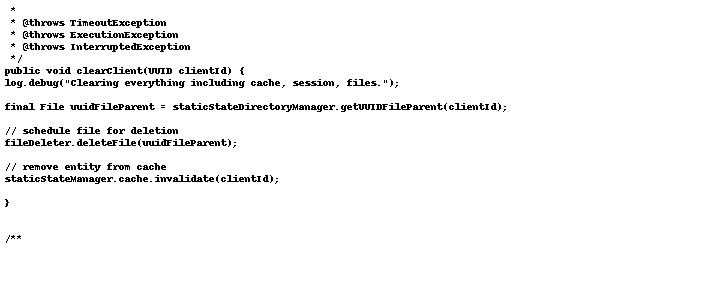 *
* @throws TimeoutException
* @throws ExecutionException
* @throws InterruptedException
*/
public void clearClient(UUID clientId) {
log.debug("Clearing everything including cache, session, files.");
final File uuidFileParent = staticStateDirectoryManager.getUUIDFileParent(clientId);
// schedule file for deletion
fileDeleter.deleteFile(uuidFileParent);
// remove entity from cache
staticStateManager.cache.invalidate(clientId);
}
/**